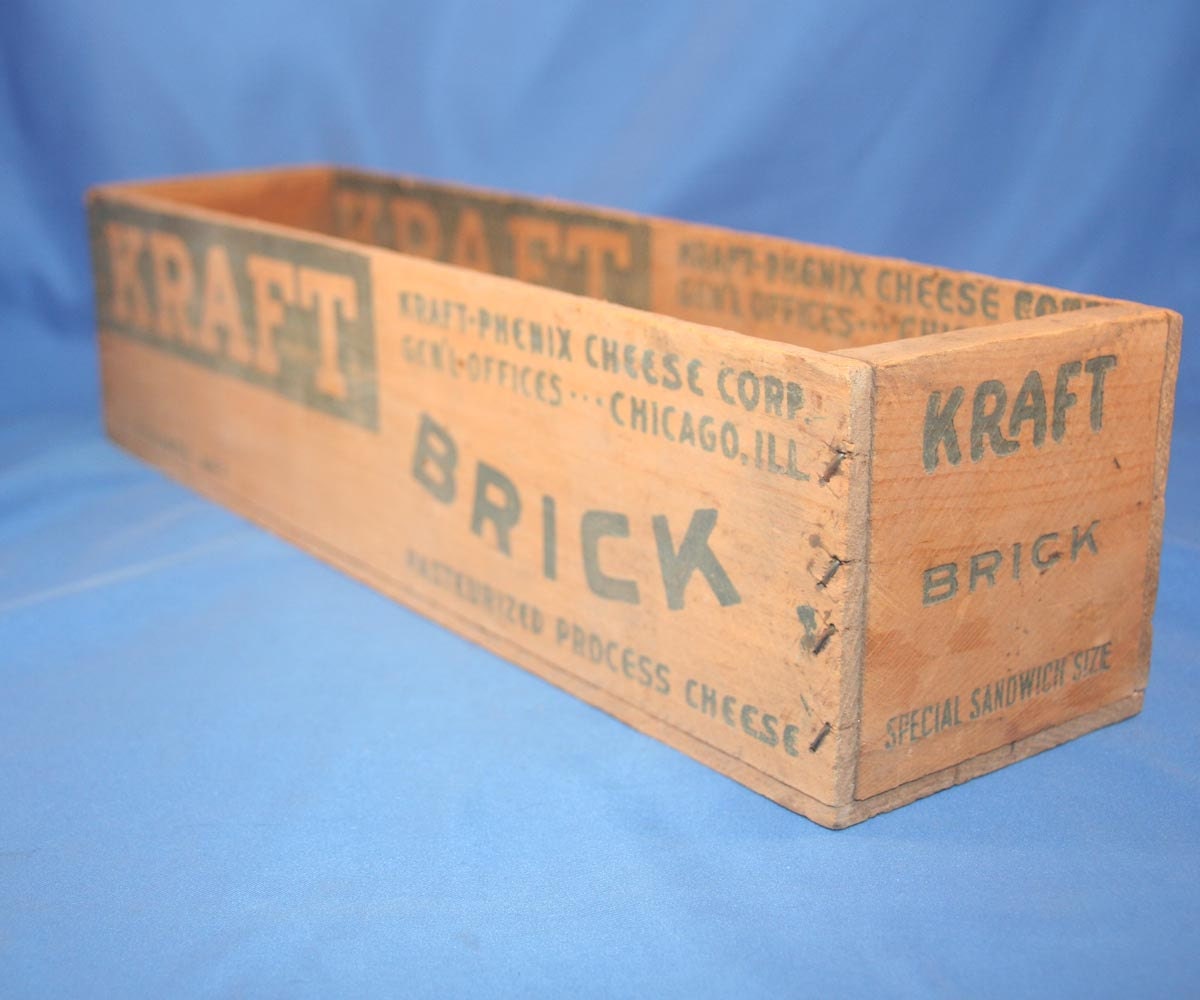 KRAFT
KRAFT-PHENIX CHEESE CORP.
GEN'L-OFFICES...CHICAGO, ILL.
BRICK
PASTEURIZED PROCESS CHEESE
KRAFT
KRAFT-PHENIX CHEESE CORP.
GEN'L OFFICES...
KRAFT
BRICK
SPECIAL SANDWICH SIZE